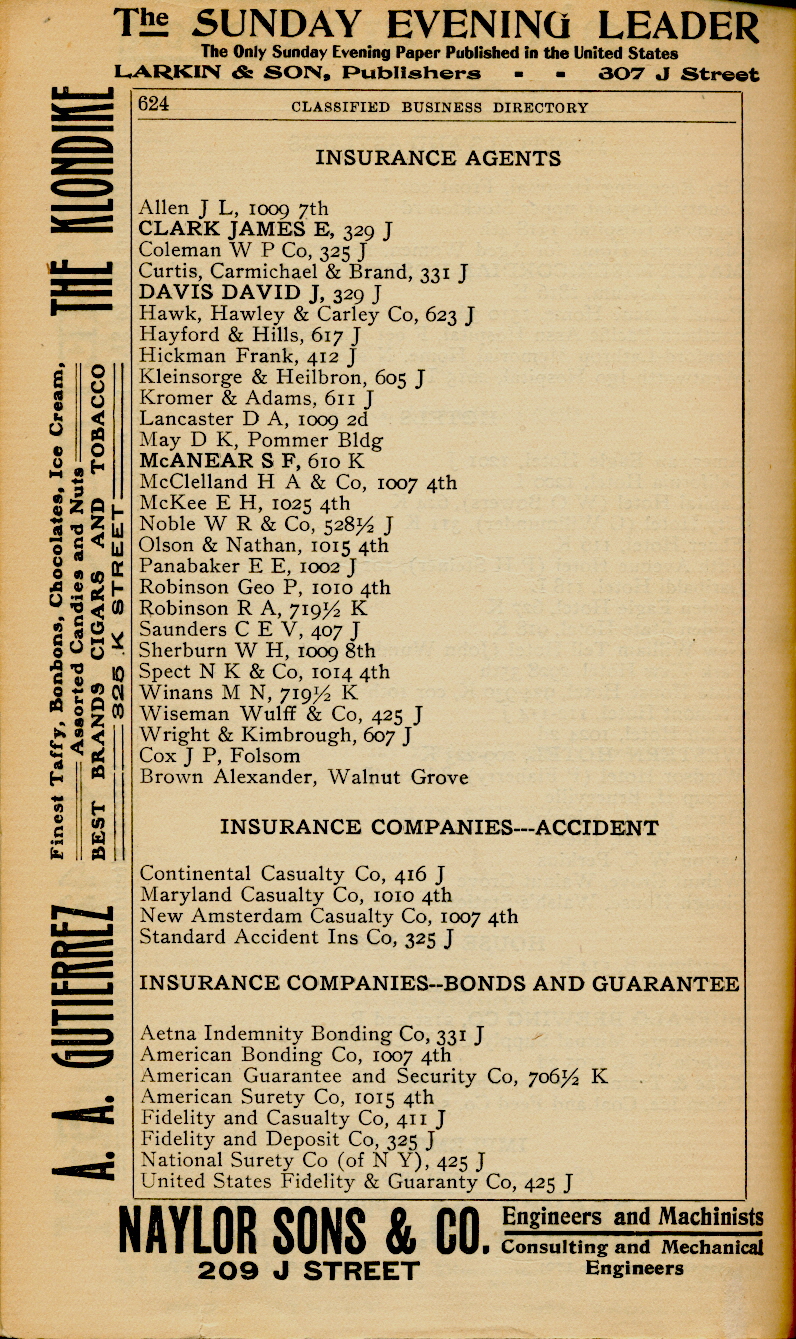 The SUNDAY EVENING LEADER
The Only Sunday Evening Paper Published in the United States
LARKIN & SON, Publishers - - 307 J Street
624 CLASSIFIED BUSINESS DIRECTORY
INSURANCE AGENTS
Allen J L, 1009 7th
CLARK JAMES E, 329 J
Coleman W P Co, 325 J
Curtis, Carmichael & Brand, 331 J
DAVIS DAVID J, 329 J
Hawk, Hawley & Carley Co, 623 J
Hayford & Hills, 617 J
Hickman Frank, 412 J
Kleinsorge & Heilbron, 605 J
Kromer & Adams, 611 J
Lancaster D A, 1009 2d
May D K, Pommer Bldg
McANEAR S F, 610 K
McClelland H A & Co, 1007 4th
McKee E H, 1025 4th
Noble W R & Co, 528½ J
Olson & Nathan, 1015 4th
Panabaker E E, 1002 J
Robinson Geo P, 1010 4th
Robinson R A, 719½ K
Saunders C E V, 407 J
Sherburn W H, 1009 8th
Spect N K & Co, 1014 4th
Winans M N, 719½ K
Wiseman Wulff & Co, 425 J
Wright & Kimbrough, 607 J
Cox J P, Folsom
Brown Alexander, Walnut Grove
INSURANCE COMPANIES---ACCIDENT
Continental Casualty Co, 416 J
Maryland Casualty Co, 1010 4th
New Amsterdam Casualty Co, 1007 4th
Standard Accident Ins Co, 325 J
INSURANCE COMPANIES--BONDS AND GUARANTEE
Aetna Indemnity Bonding Co, 331 J
American Bonding Co, 1007 4th
American Guarantee and Security Co, 706½ K
American Surety Co, 1015 4th
Fidelity and Casualty Co, 411 J
Fidelity and Deposit Co, 325 J
National Surety Co (of N Y), 425 J
United States Fidelity & Guaranty Co, 425 J
A. A. GUTIERREZ
Finest Taffy, Bonbons, Chocolates, Ice Cream,
Assorted Candies and Nuts
BEST BRANDS CIGARS AND TOBACCO
825 K STREET
THE KLONDIKE
NAYLOR SONS & CO.
209 J STREET
Engineers and Machinists
Consulting and Mechanical
Engineers